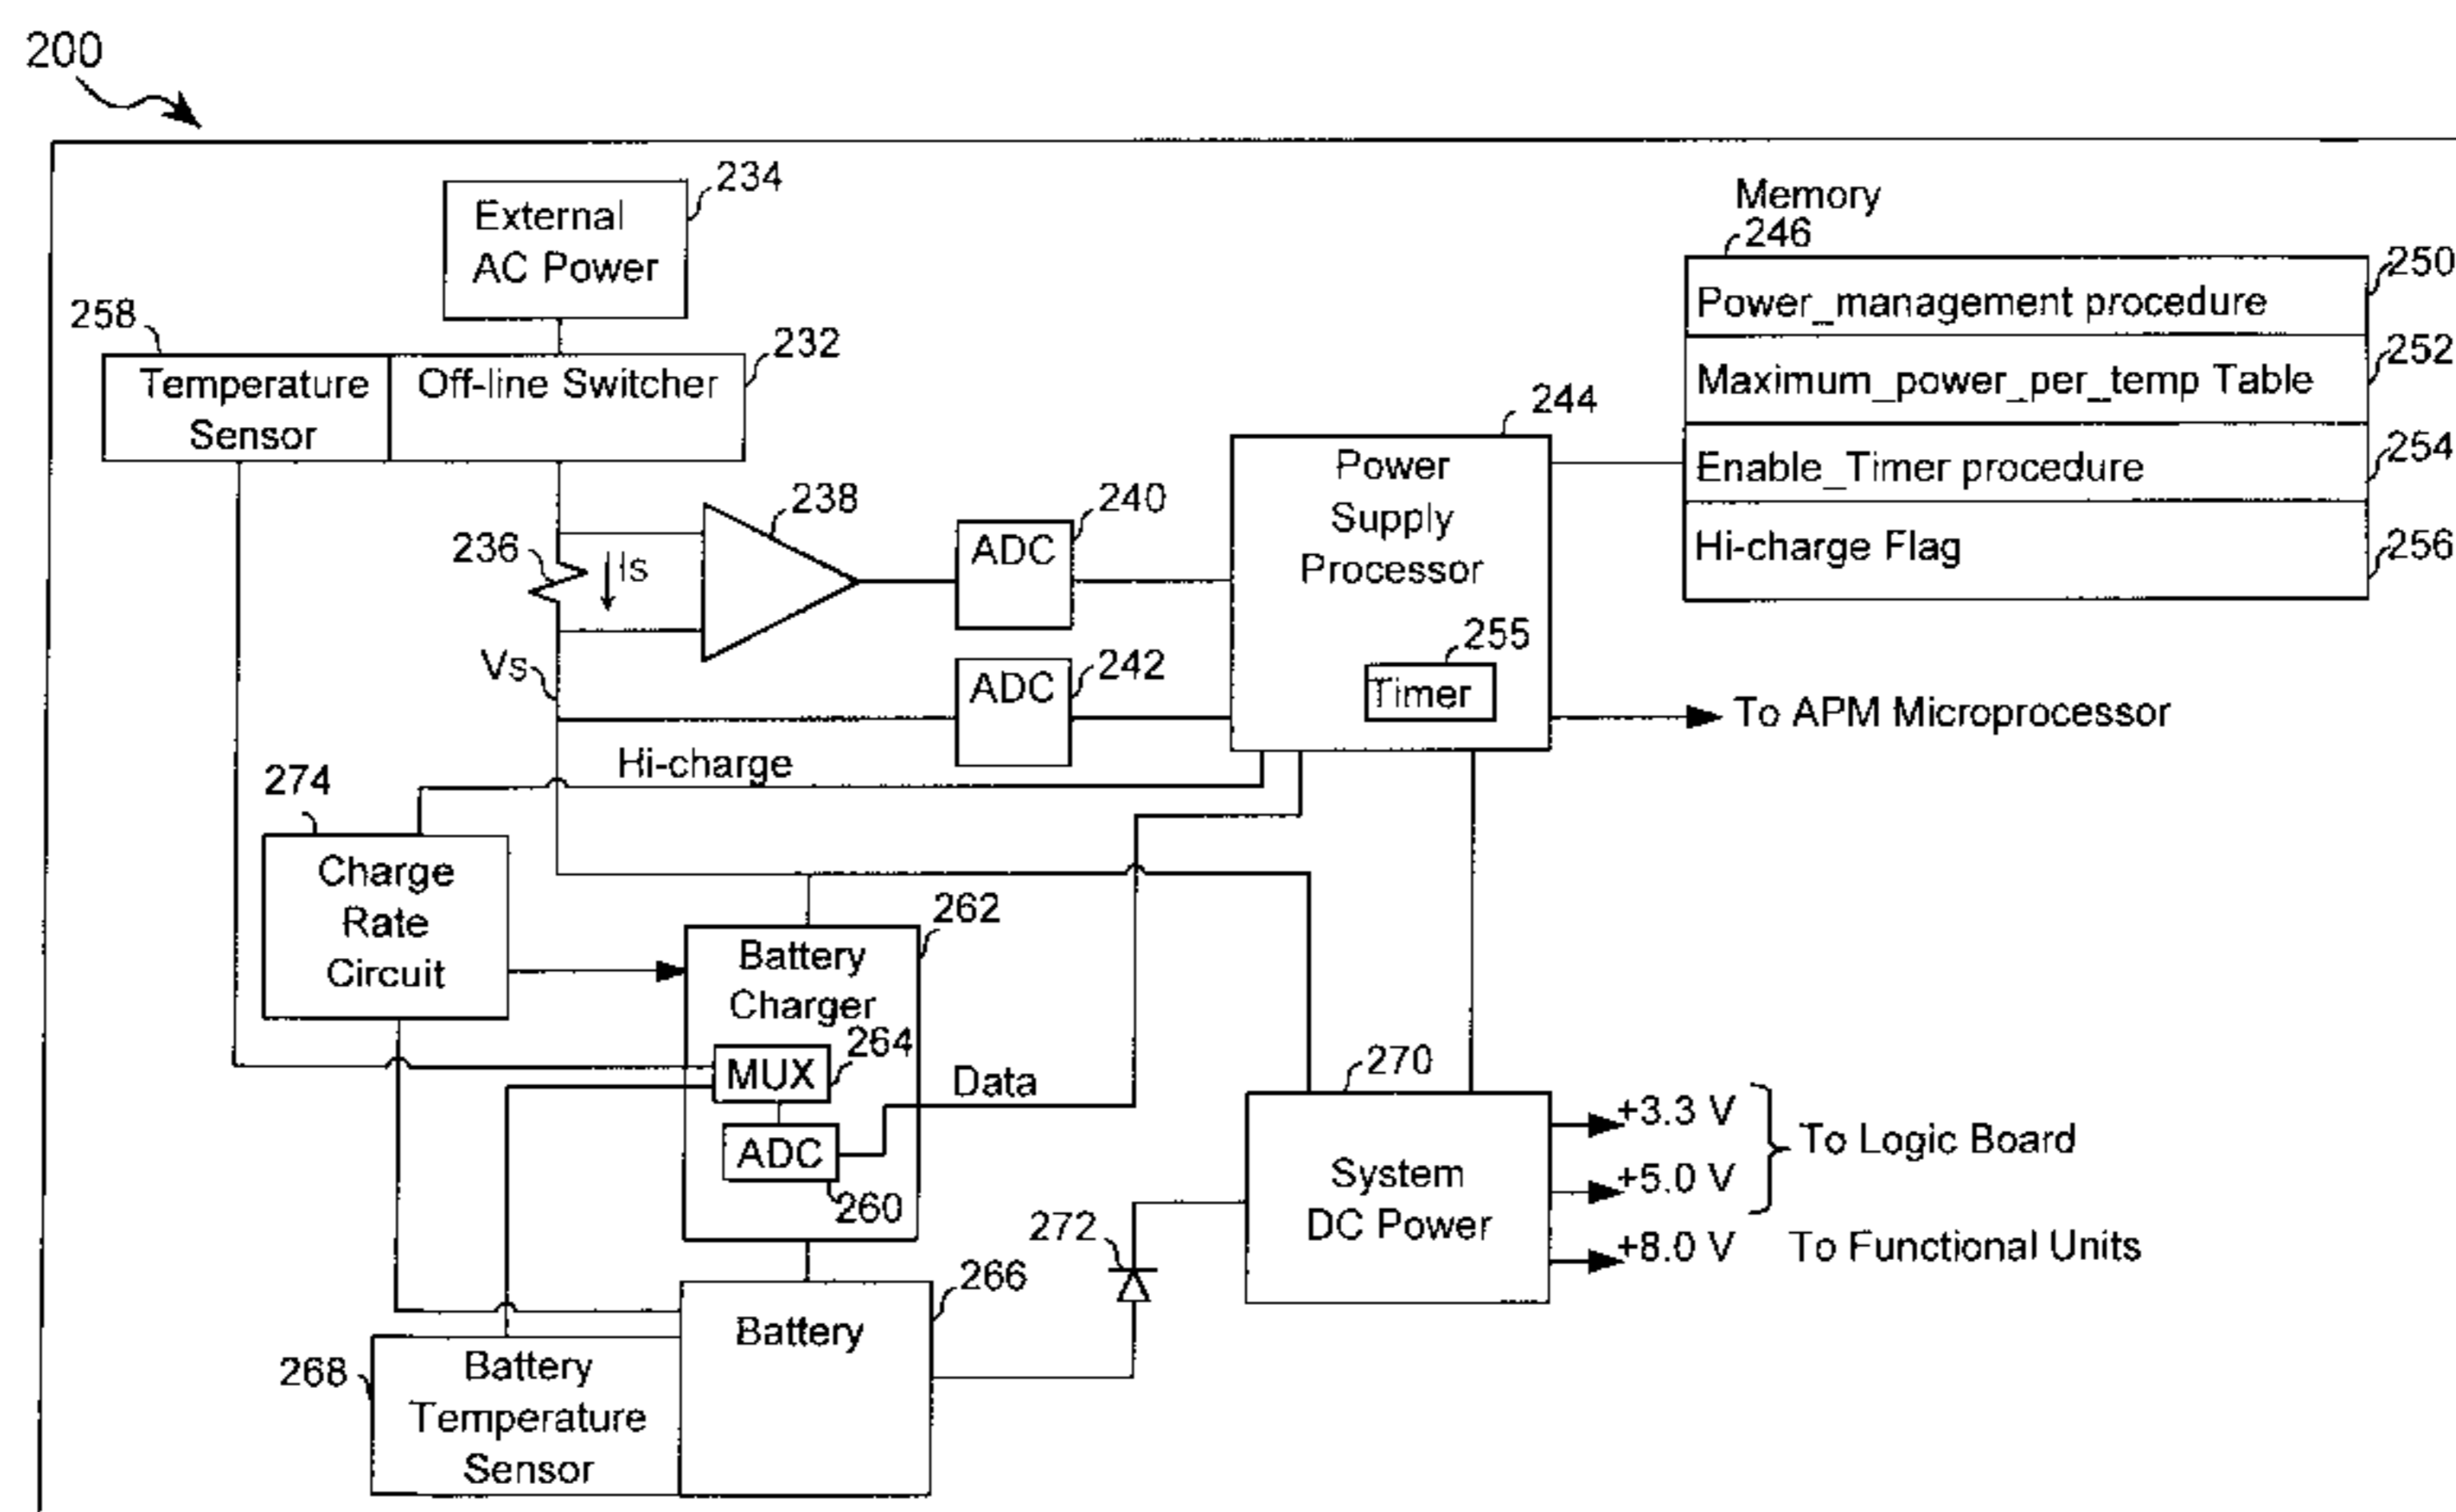 200
External
AC Power
234
258
Temperature
Sensor
Off-line Switcher
232
236
Is
238
ADC
240
Vs
ADC
242
Power
Supply
Processor
244
255
Timer
Memory
246
Power_management procedure
250
Maximum_power_per_temp Table
252
Enable_Timer procedure
254
Hi-charge Flag
256
To APM Microprocessor
Hi-charge
274
Charge
Rate
Circuit
262
Battery
Charger
264
MUX
ADC
260
Data
270
System
DC Power
+3.3 V
+5.0 V
To Logic Board
+8.0 V
To Functional Units
272
266
Battery
268
Battery
Temperature
Sensor